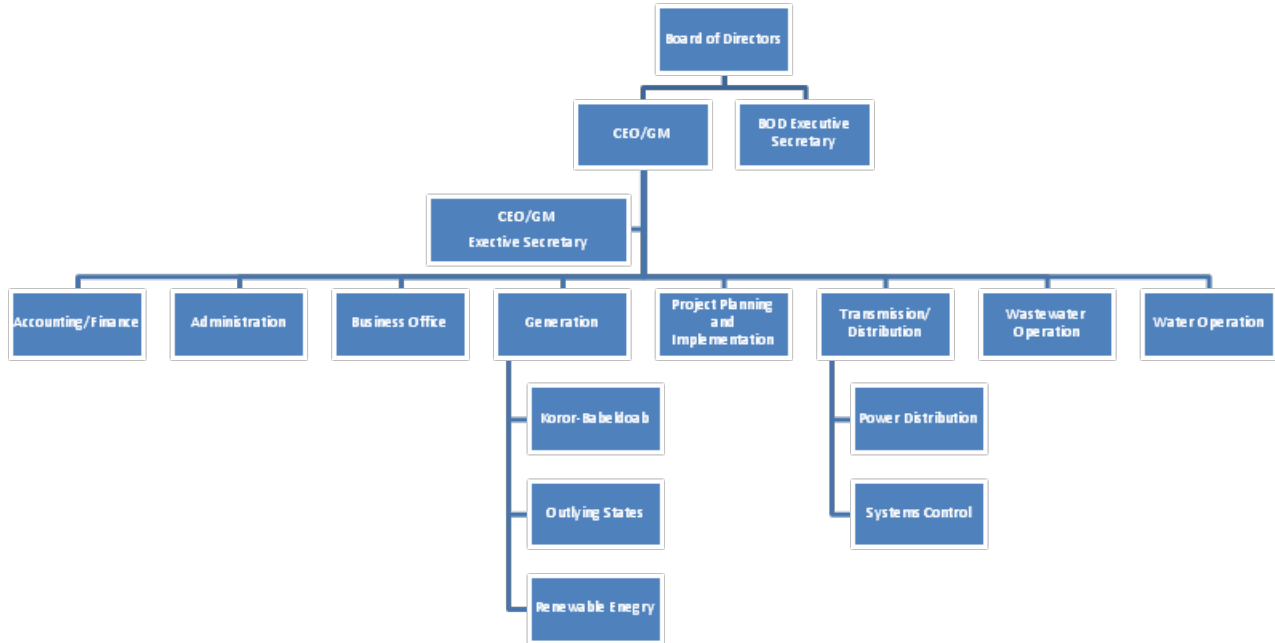 Board of Directors
CEO/GM
BOD Executive
Secretary
CEO/GM
Exective Secretary
Accounting/Finance
Administration
Business Office
Generation
Project Planning
and
Implementation
Transmission/
Distribution
Wastewater
Operation
Water Operation
Koror-Babeldoab
Power Distribution
Outlying States
Systems Control
Renewable Enegry